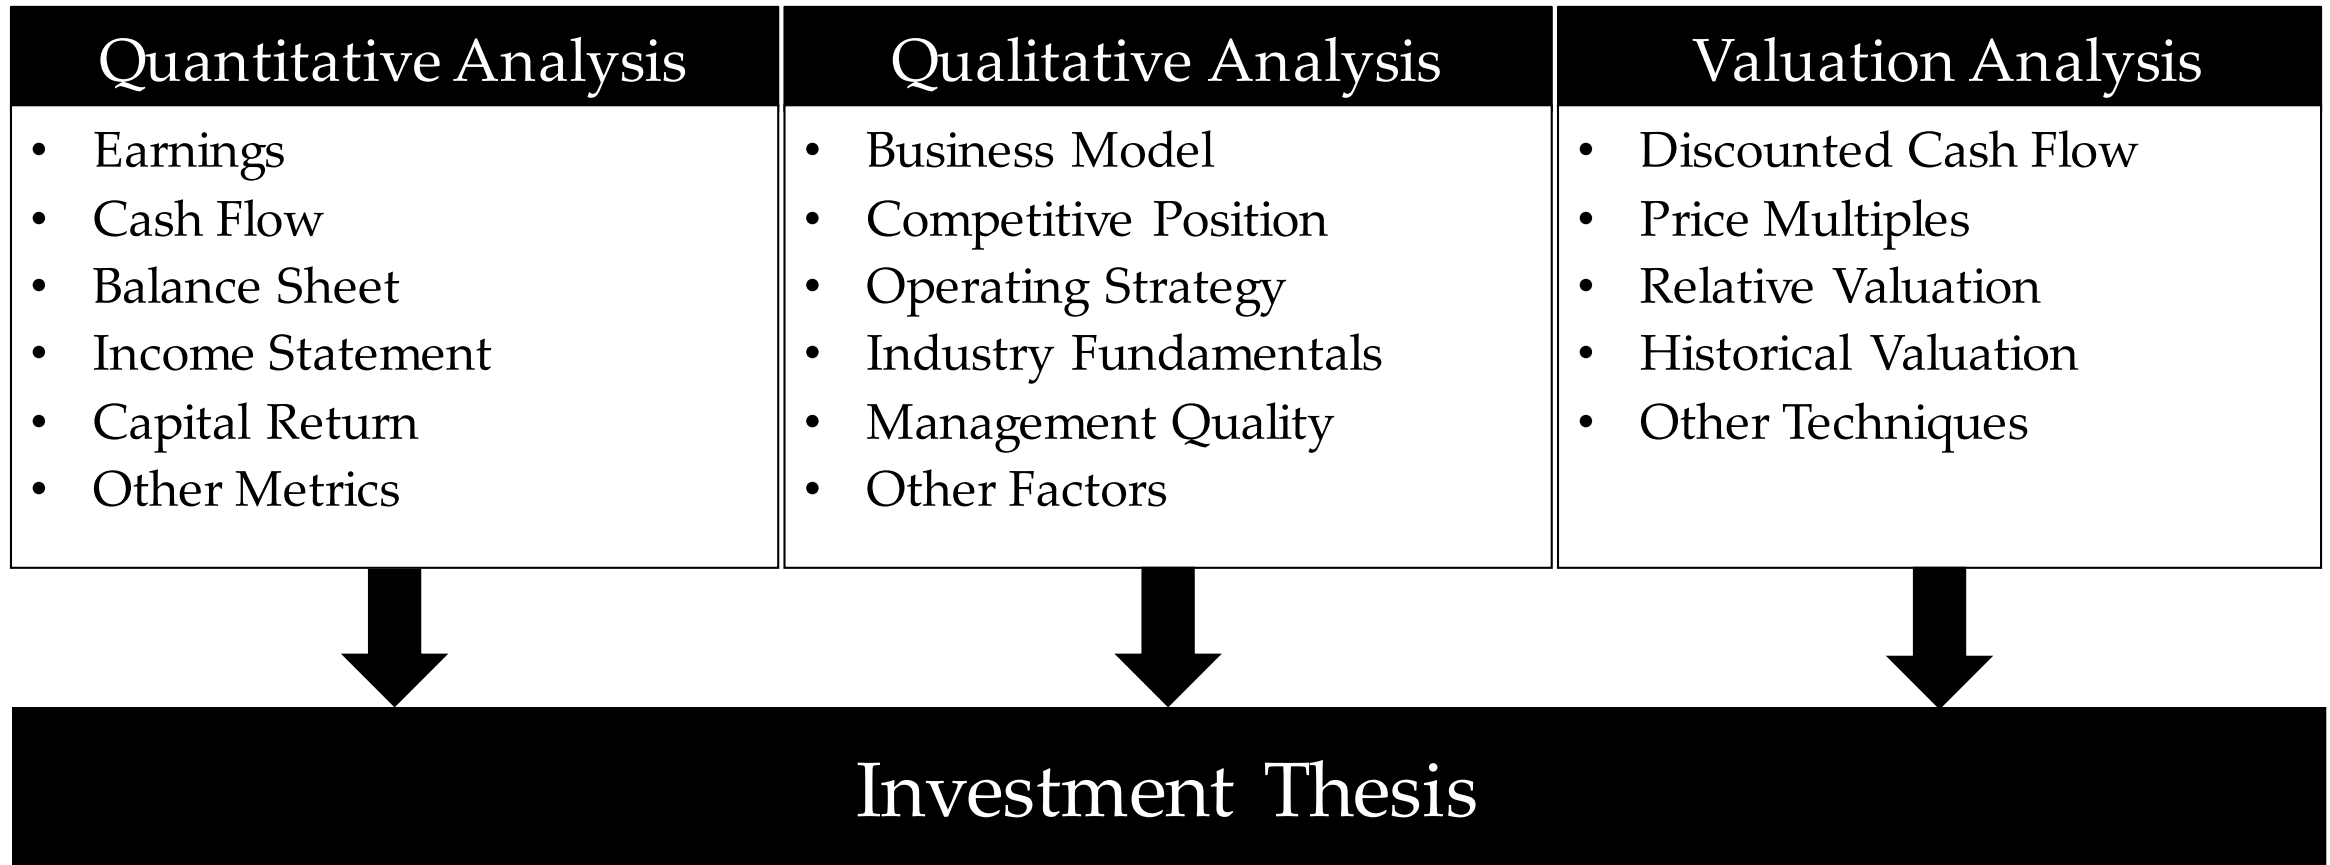 Quantitative Analysis
• Earnings
• Cash Flow
• Balance Sheet
• Income Statement
• Capital Return
• Other Metrics
Qualitative Analysis
• Business Model
• Competitive Position
• Operating Strategy
• Industry Fundamentals
• Management Quality
• Other Factors
Valuation Analysis
• Discounted Cash Flow
• Price Multiples
• Relative Valuation
• Historical Valuation
• Other Techniques
Investment Thesis